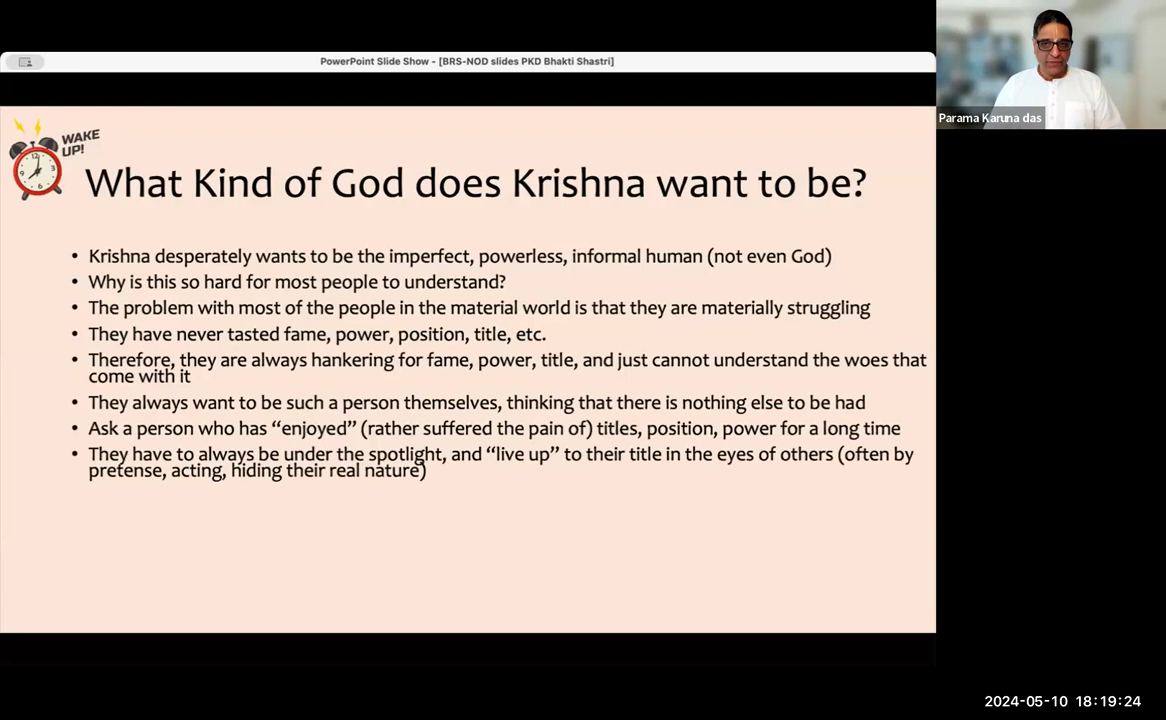 PowerPoint Slide Show - [BRS-NOD slides PKD Bhakti Shastri]
Parama Karuna das
WAKE
UP!
What Kind of God does Krishna want to be?
• Krishna desperately wants to be the imperfect, powerless, informal human (not even God)
• Why is this so hard for most people to understand?
• The problem with most of the people in the material world is that they are materially struggling
• They have never tasted fame, power, position, title, etc.
• Therefore, they are always hankering for fame, power, title, and just cannot understand the woes that
come with it
• They always want to be such a person themselves, thinking that there is nothing else to be had
• Ask a person who has “enjoyed” (rather suffered the pain of) titles, position, power for a long time
• They have to always be under the spotlight, and “live up” to their title in the eyes of others (often by
pretense, acting, hiding their real nature)
2024-05-10 18:19:24